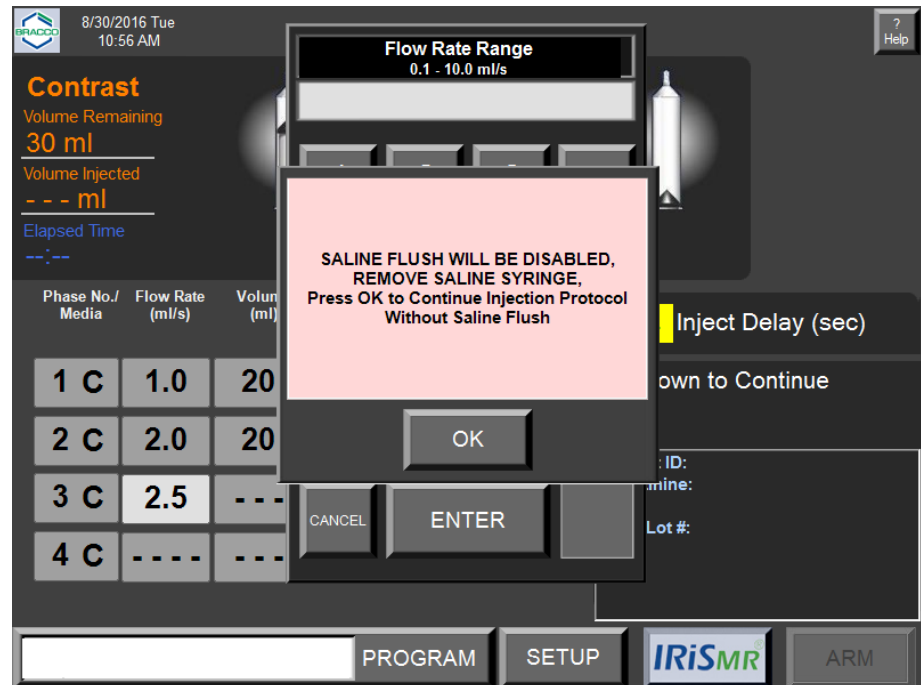 BRACCO
8/30/2016 Tue
10:56 AM
?
Help
Flow Rate Range
0.1 - 10.0 ml/s
Contrast
Volume Remaining
30 ml
Volume Injected
- - - ml
Elapsed Time
--:--
SALINE FLUSH WILL BE DISABLED,
REMOVE SALINE SYRINGE,
Press OK to Continue Injection Protocol
Without Saline Flush
OK
Phase No./ Flow Rate
Media (ml/s) (ml)
Inject Delay (sec)
own to Continue
1 C 1.0 20
2 C 2.0 20
3 C 2.5 - - -
4 C - - - - - - -
: ID:
Lot #:
CANCEL ENTER
PROGRAM SETUP IRiSMR ARM